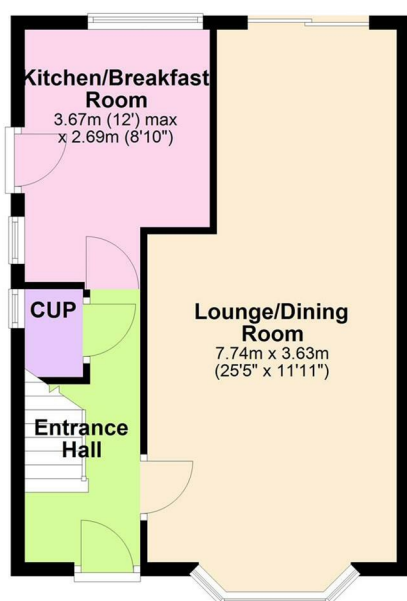 Kitchen/Breakfast
Room
3.67m (12') max
x 2.69m (8'10")
CUP
Lounge/Dining
Room
7.74m x 3.63m
(25'5" x 11'11")
Entrance
Hall